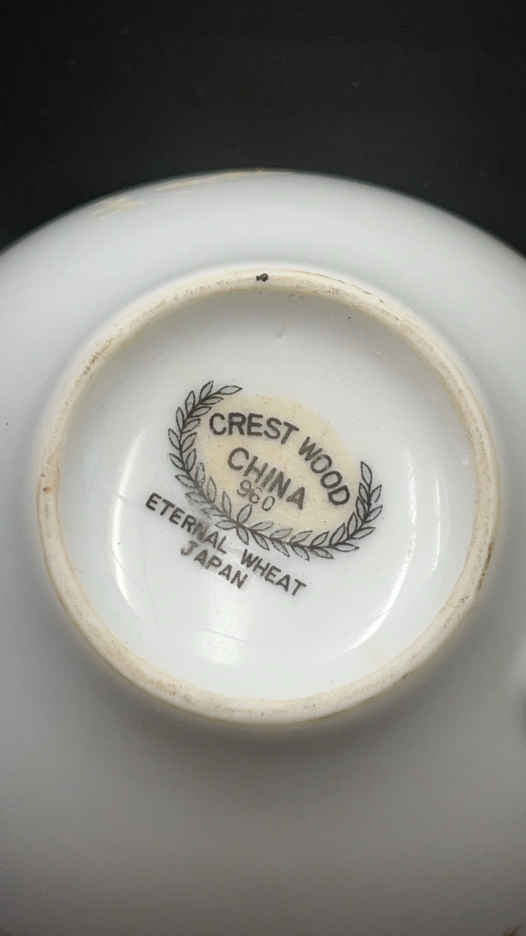 CREST WOOD
CHINA
960
ETERNAL WHEAT
JAPAN